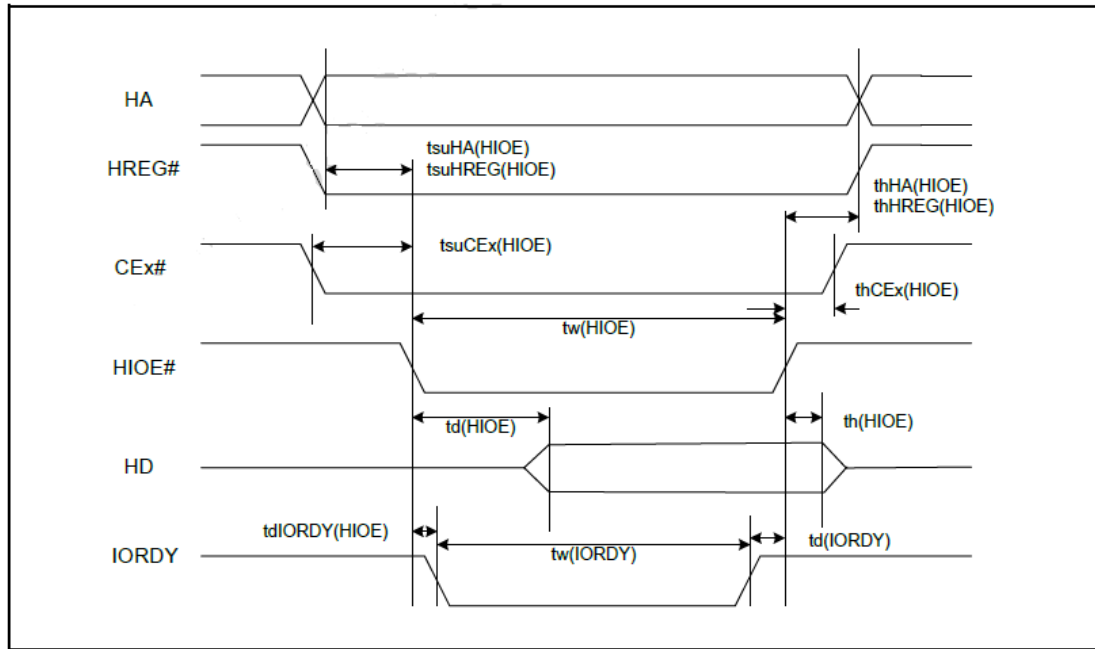 HA
tsuHA(HIOE)
HREG#
tsuHREG(HIOE)
thHA(HIOE)
thHREG(HIOE)
tsuCEx(HIOE)
CEx#
thCEx(HIOE)
tw(HIOE)
HIOE#
td(HIOE)
th(HIOE)
HD
tdIORDY(HIOE)
IORDY
tw(IORDY)
td(IORDY)